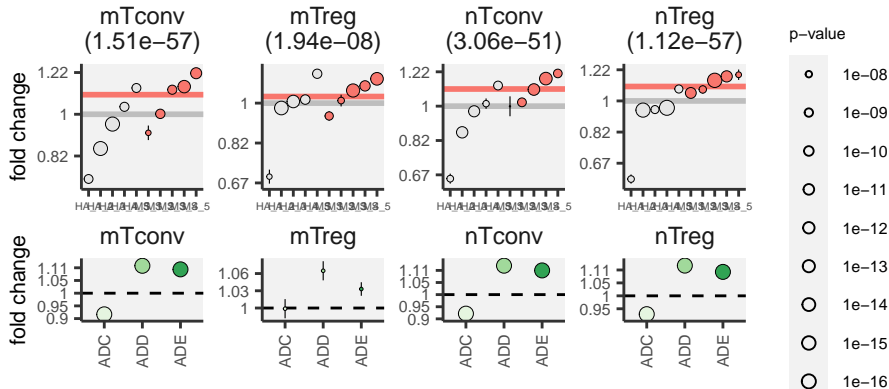 mTconv
(1.51e−57)
mTreg
(1.94e−08)
nTconv
(3.06e−51)
nTreg
(1.12e−57)
fold change
1.22
1
0.82
1
0.82
0.67
1.22
1
0.82
0.67
1.22
1
0.82
0.67
mTconv
mTreg
nTconv
nTreg
fold change
1.11
1.05
1
0.95
0.9
1.06
1.03
1
1.11
1.05
1
0.95
0.9
1.11
1.05
1
0.95
ADC
ADD
ADE
ADC
ADD
ADE
ADC
ADD
ADE
ADC
ADD
ADE
p−value
1e−08
1e−09
1e−10
1e−11
1e−12
1e−13
1e−14
1e−15
1e−16